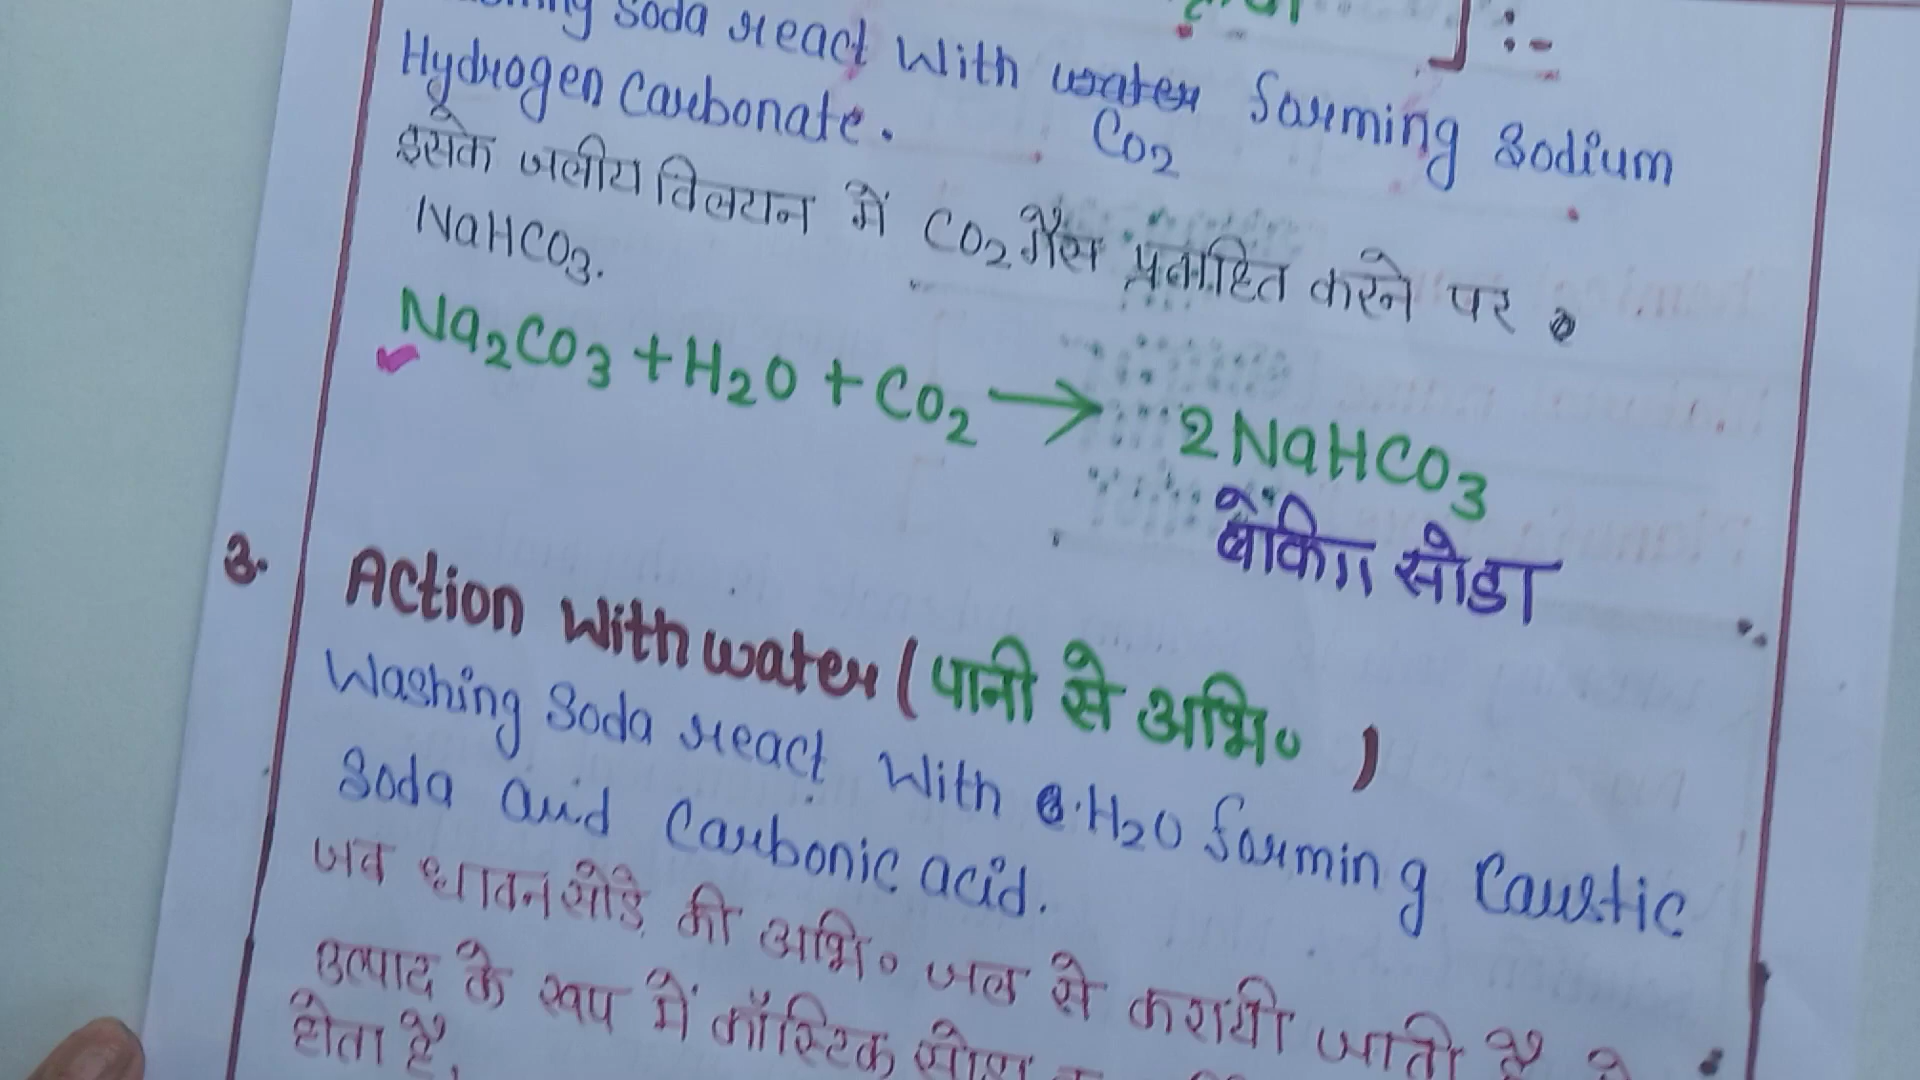 Soda react With water forming Sodium
CO2
Hydrogen Carbonate.
इसके जलीय विलयन में CO2 गैस प्रवाहित करने पर
NaHCO3.
Na2CO3 + H2O + CO2 → 2NaHCO3
बेकिंग सोडा
3. Action With water (पानी से अभि० )
Washing Soda react With H2O forming Caustic
Soda and Carbonic acid.
जब धावन सोडे की अभि० जल से करायी जाती है
उत्पाद के रूप में कॉस्टिक सोडा
होता है.